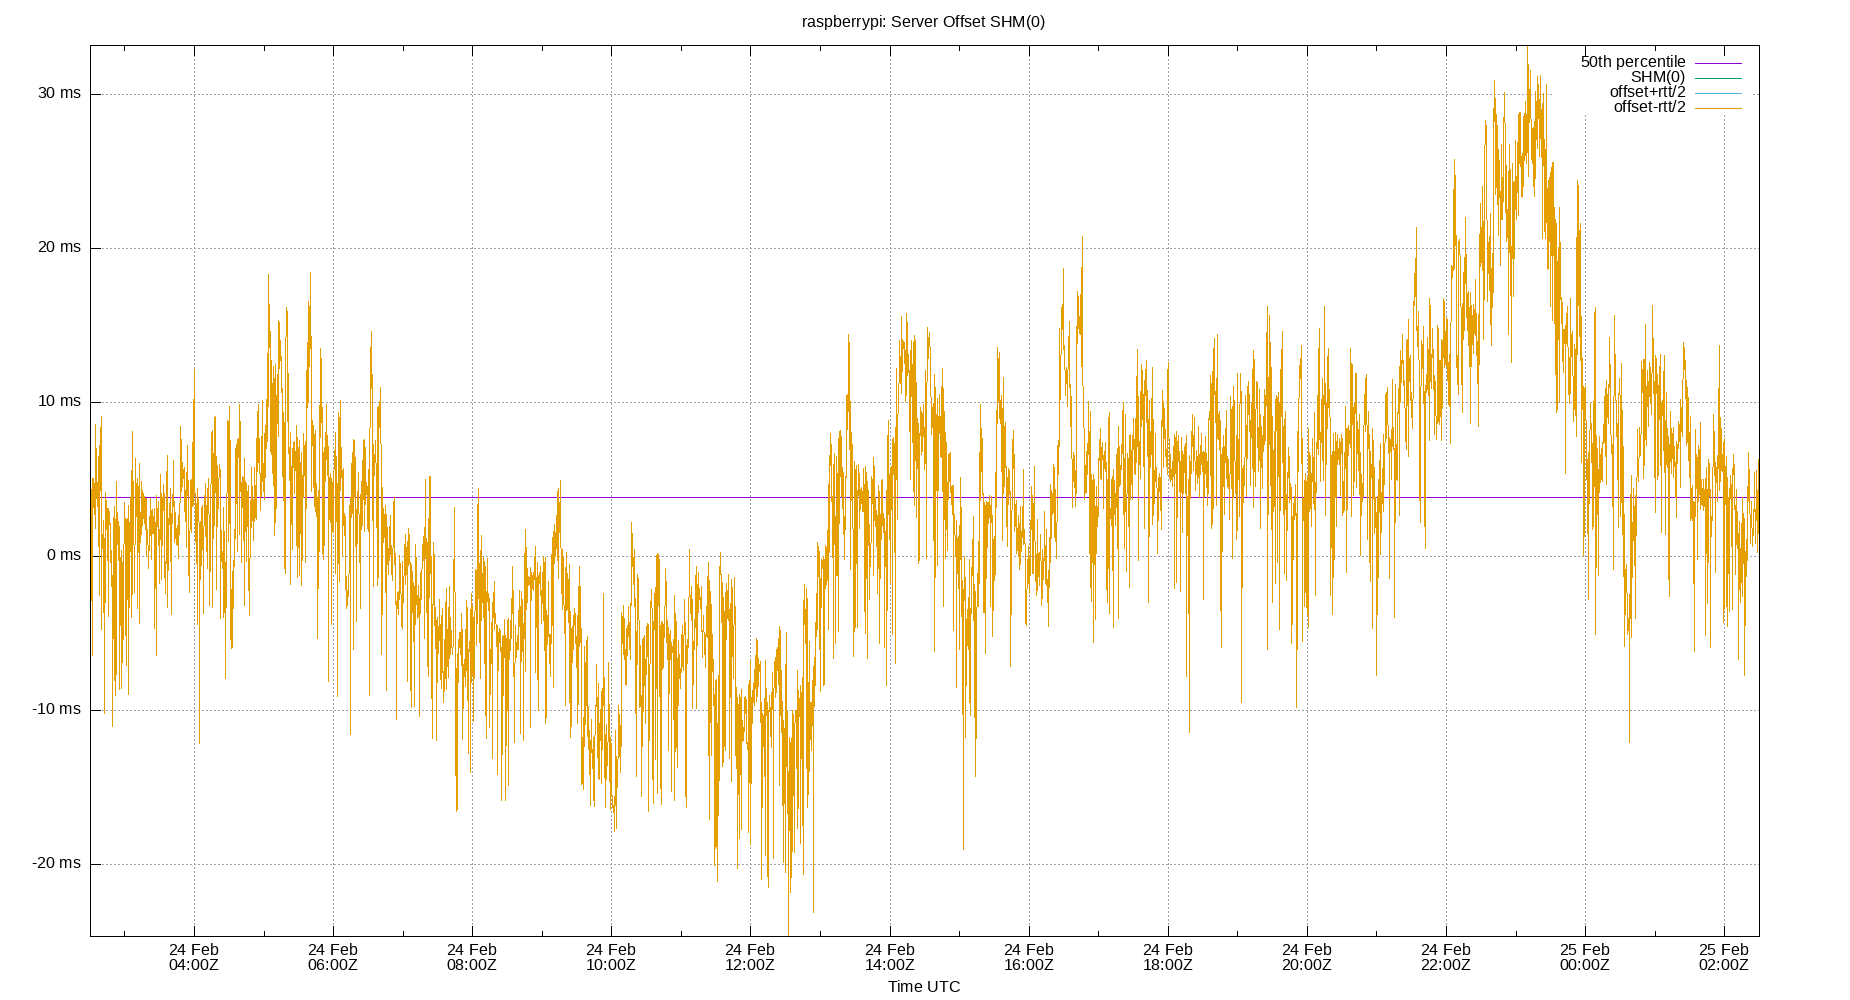 raspberrypi: Server Offset SHM(0)
50th percentile
SHM(0)
offset+rtt/2
offset-rtt/2
30 ms
20 ms
10 ms
0 ms
-10 ms
-20 ms
24 Feb 24 Feb 24 Feb 24 Feb 24 Feb 24 Feb 24 Feb 24 Feb 24 Feb 24 Feb 25 Feb 25 Feb
04:00Z 06:00Z 08:00Z 10:00Z 12:00Z 14:00Z 16:00Z 18:00Z 20:00Z 22:00Z 00:00Z 02:00Z
Time UTC